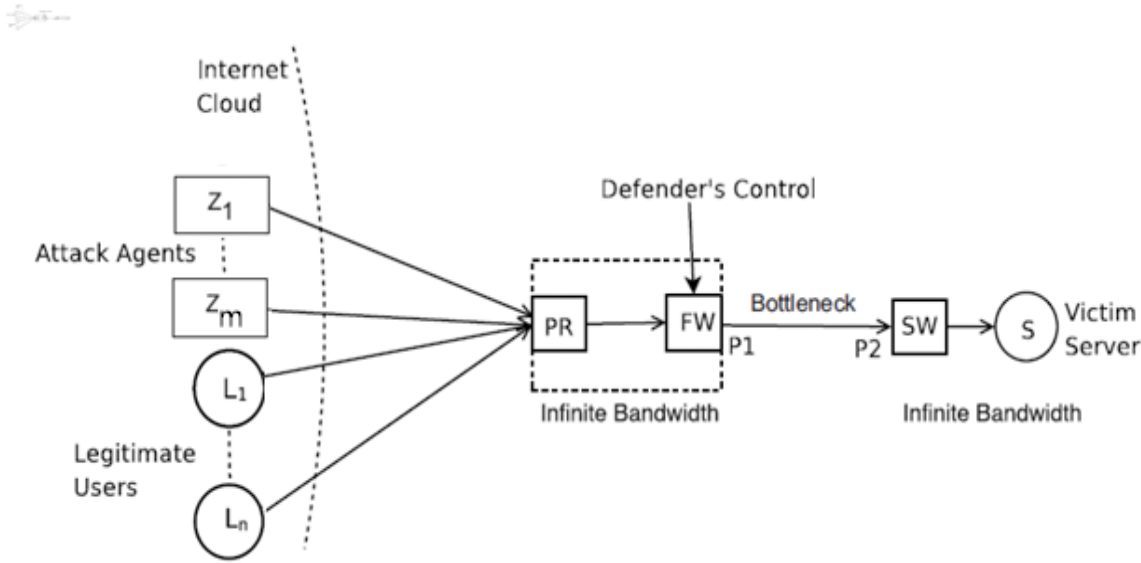 Internet
Cloud
Z1
Attack Agents
Zm
L1
Legitimate
Users
Ln
Defender's Control
PR
FW
Bottleneck
P1
P2
SW
S
Victim
Server
Infinite Bandwidth
Infinite Bandwidth